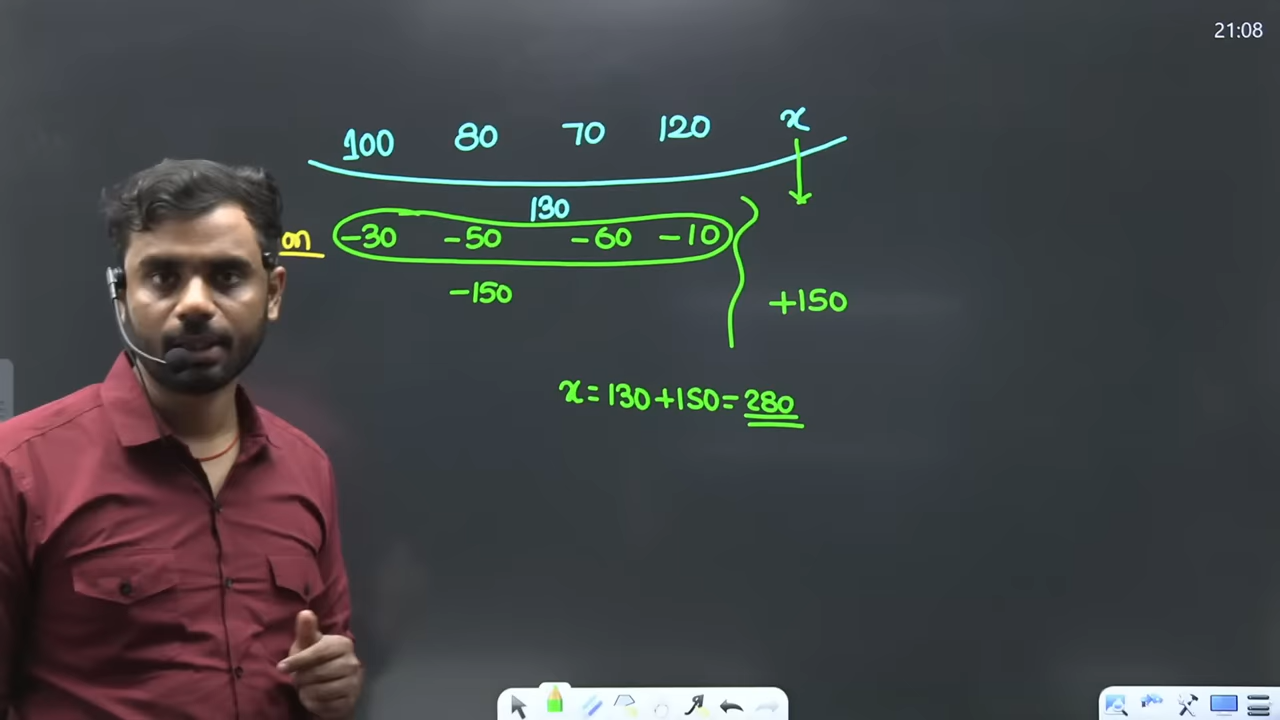 21:08
100 80 70 120 x
130
on -30 -50 -60 -10
-150 +150
x = 130 + 150 = 280